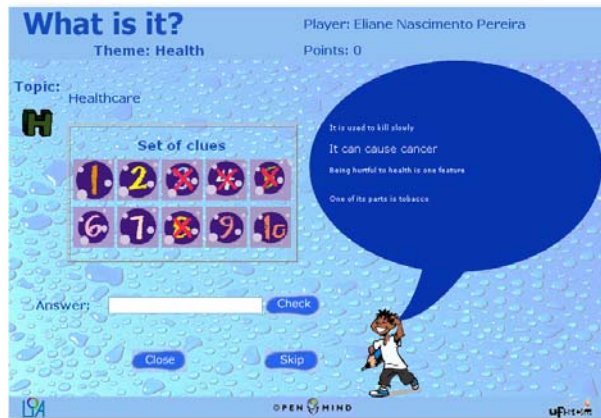 What is it?
Theme: Health
Player: Eliane Nascimento Pereira
Points: 0
Topic:
Healthcare
H
Set of clues
1 2 3 4 5
6 7 8 9 10
It is used to kill slowly
It can cause cancer
Being hurtful to health is one feature
One of its parts is tobacco
Answer:
Check
Close
Skip
LIA
OPEN MIND